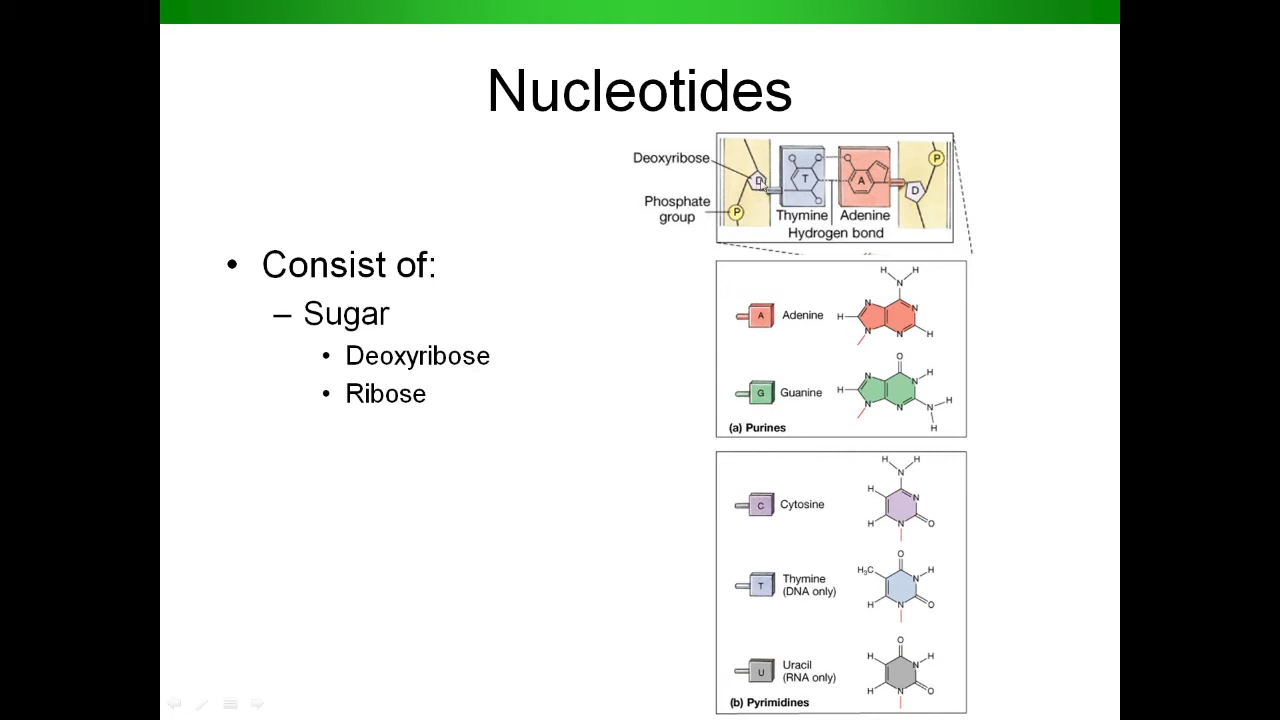 Nucleotides
• Consist of:
– Sugar
• Deoxyribose
• Ribose
Deoxyribose
Phosphate
group
D
P
T
A
P
D
Thymine Adenine
Hydrogen bond
A
Adenine
H H
N
N
N
H
N
N
H
G
Guanine
O
N
N
H
H
N
N
N
H
H
(a) Purines
C
Cytosine
H H
N
H
N
H
N
O
T
Thymine
(DNA only)
O
H₃C
H
N
H
N
O
U
Uracil
(RNA only)
O
H
H
N
H
N
O
(b) Pyrimidines